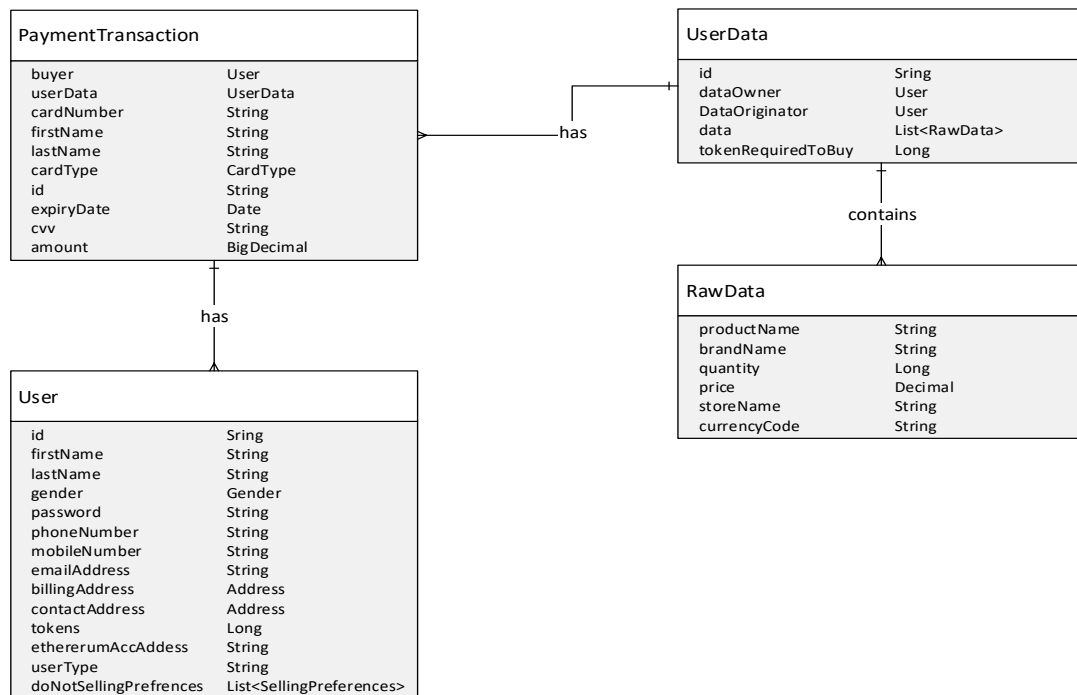 PaymentTransaction
buyer User
userData UserData
cardNumber String
firstName String
lastName String
cardType CardType
id String
expiryDate Date
cvv String
amount BigDecimal
has
UserData
id Sring
dataOwner User
DataOriginator User
data List<RawData>
tokenRequiredToBuy Long
contains
RawData
productName String
brandName String
quantity Long
price Decimal
storeName String
currencyCode String
has
User
id Sring
firstName String
lastName String
gender Gender
password String
phoneNumber String
mobileNumber String
emailAddress String
billingAddress Address
contactAddress Address
tokens Long
ethererumAccAddess String
userType String
doNotSellingPrefrences List<SellingPreferences>